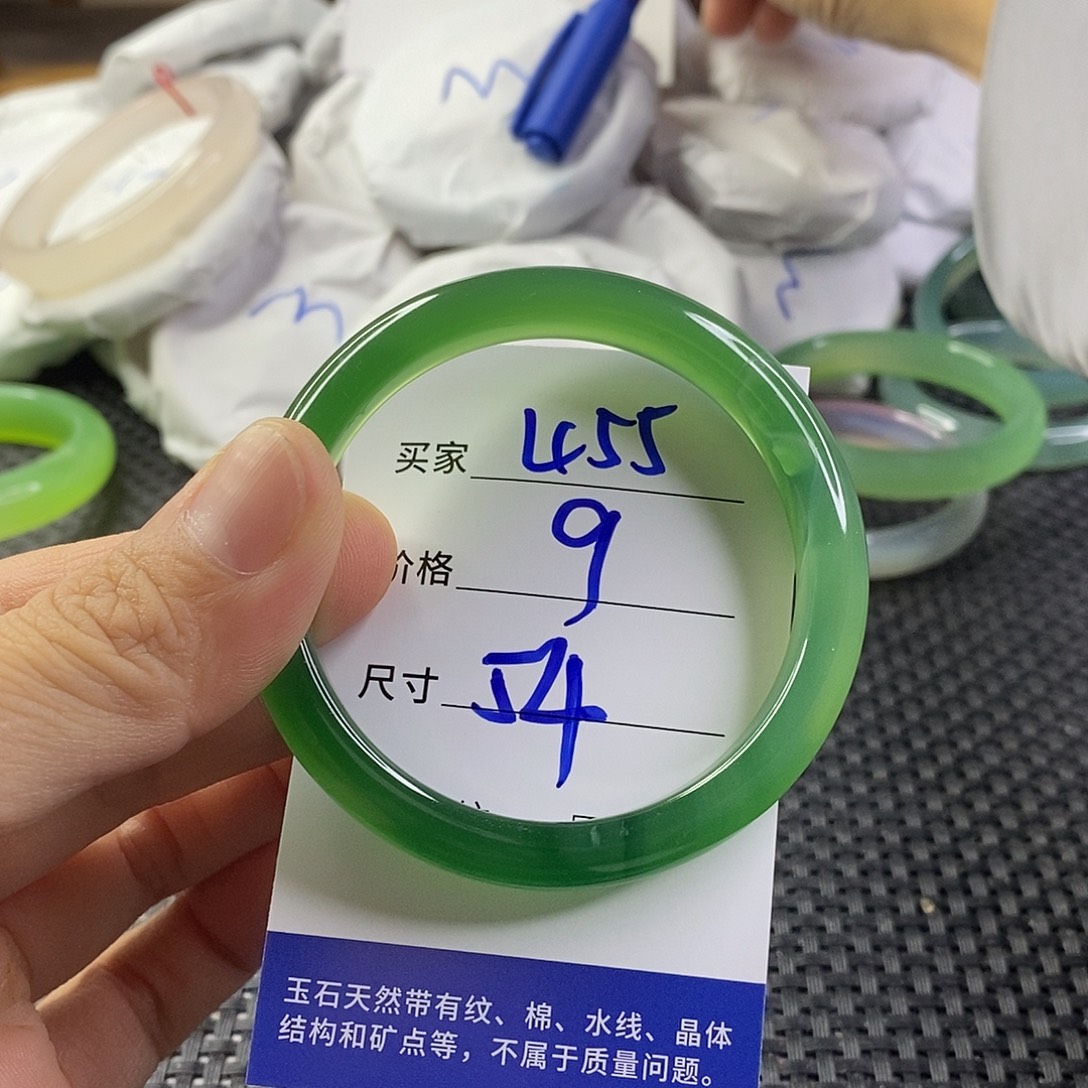 买家 455
价格 9
尺寸 54
玉石天然带有纹、棉、水线、晶体
结构和矿点等，不属于质量问题。